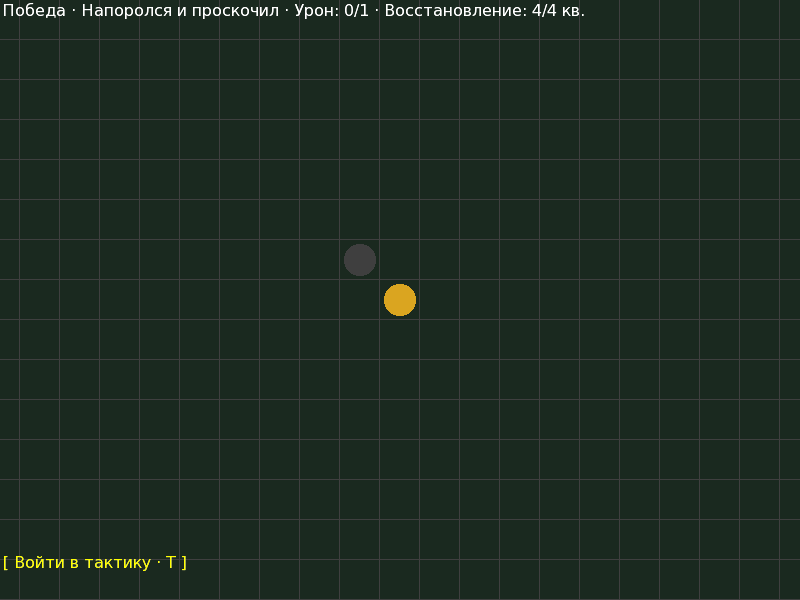 Победа · Напоролся и проскочил · Урон: 0/1 · Восстановление: 4/4 кв.
[ Войти в тактику · T ]